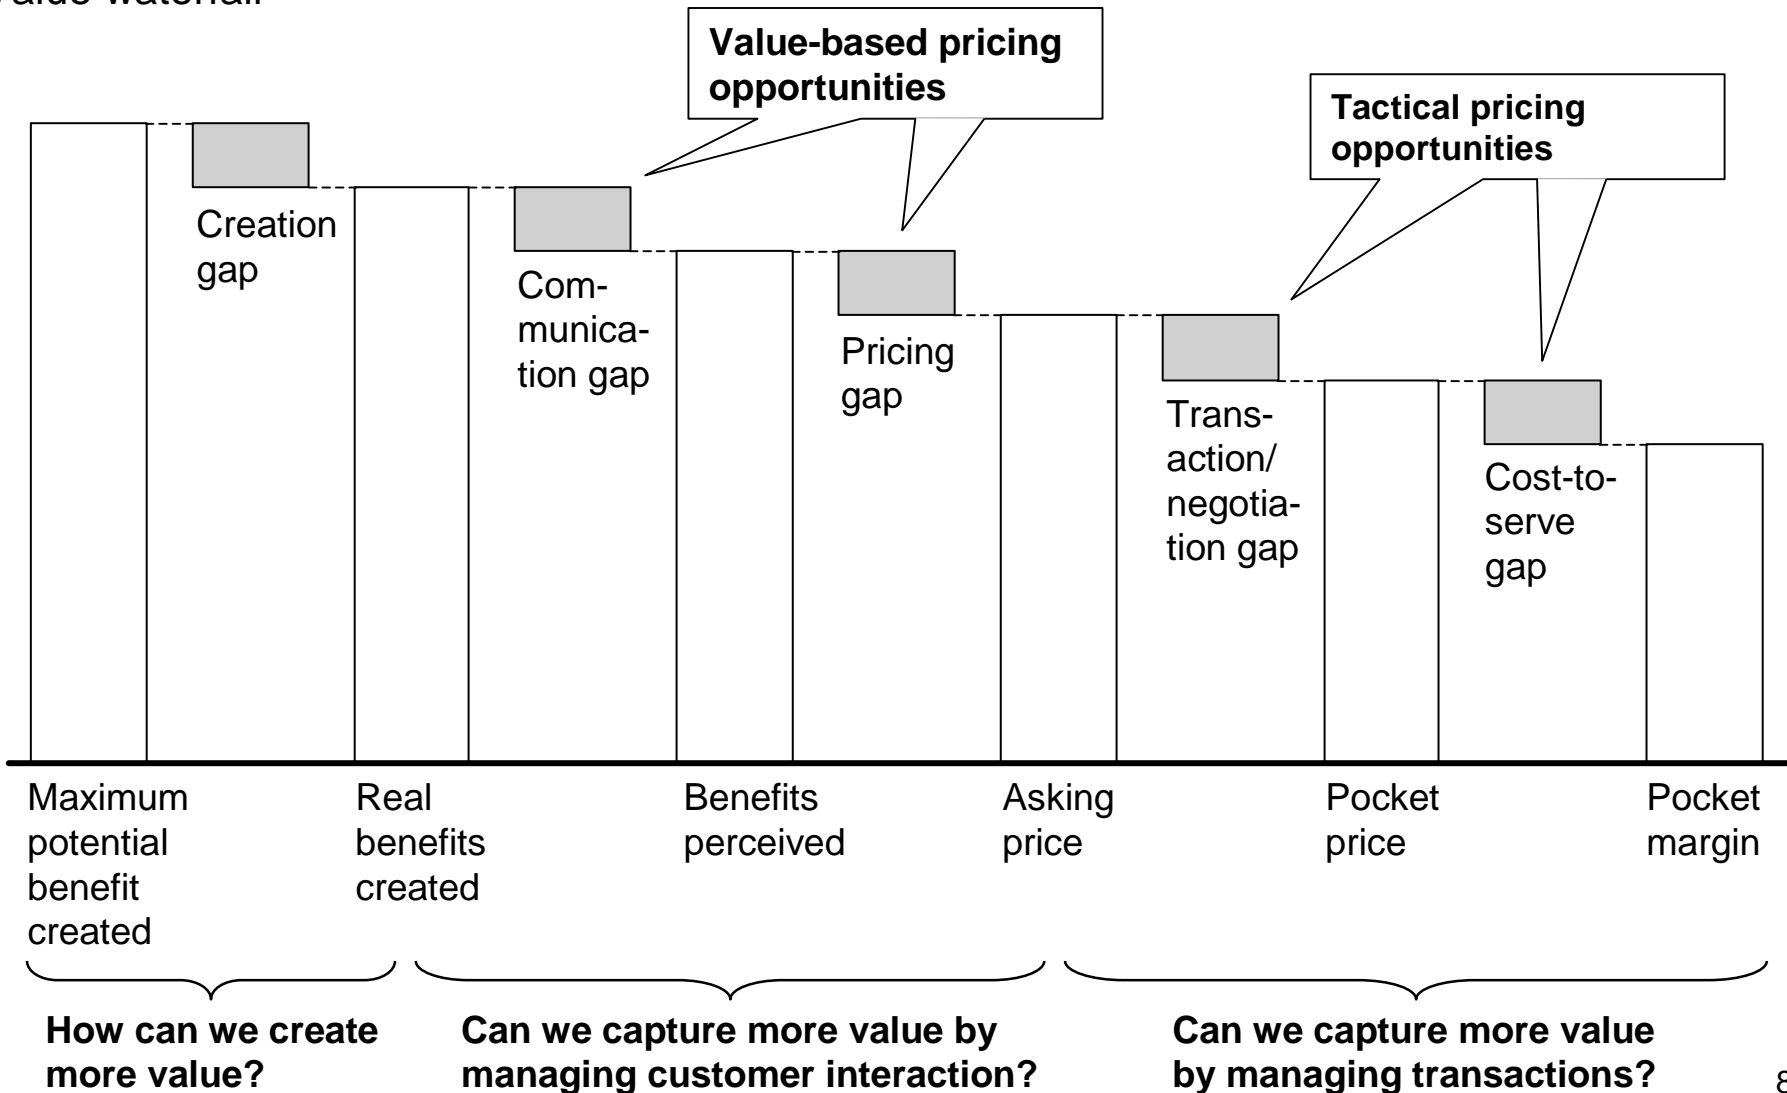 Value-based pricing
opportunities
Tactical pricing
opportunities
Creation
gap
Com-
munica-
tion gap
Pricing
gap
Trans-
action/
negotia-
tion gap
Cost-to-
serve
gap
Maximum
potential
benefit
created
Real
benefits
created
Benefits
perceived
Asking
price
Pocket
price
Pocket
margin
How can we create
more value?
Can we capture more value by
managing customer interaction?
Can we capture more value
by managing transactions?
8